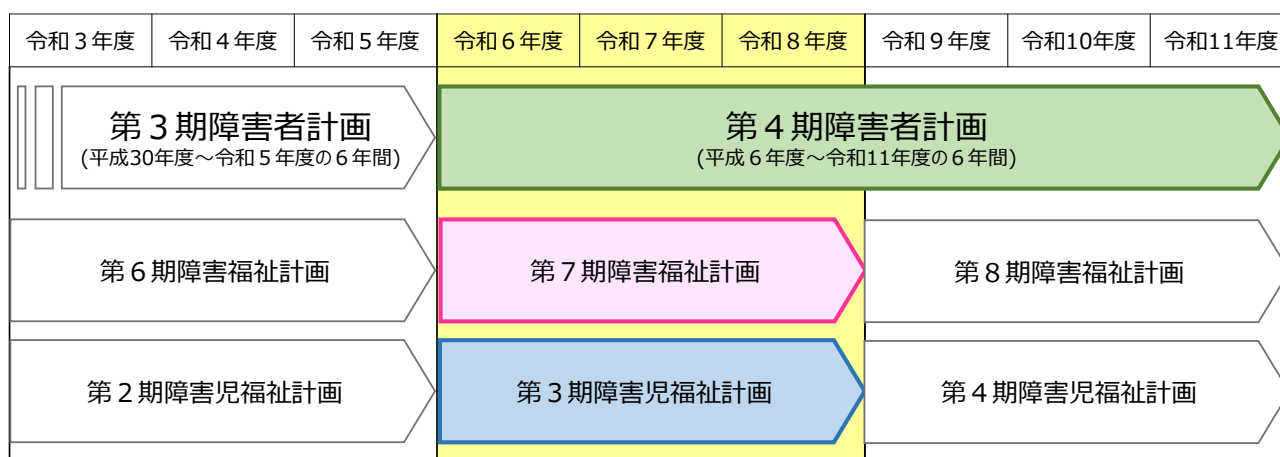 令和３年度 令和４年度 令和５年度 令和６年度 令和７年度 令和８年度 令和９年度 令和10年度 令和11年度
第３期障害者計画
(平成30年度～令和５年度の６年間)
第４期障害者計画
(平成６年度～令和11年度の６年間)
第６期障害福祉計画
第７期障害福祉計画
第８期障害福祉計画
第２期障害児福祉計画
第３期障害児福祉計画
第４期障害児福祉計画